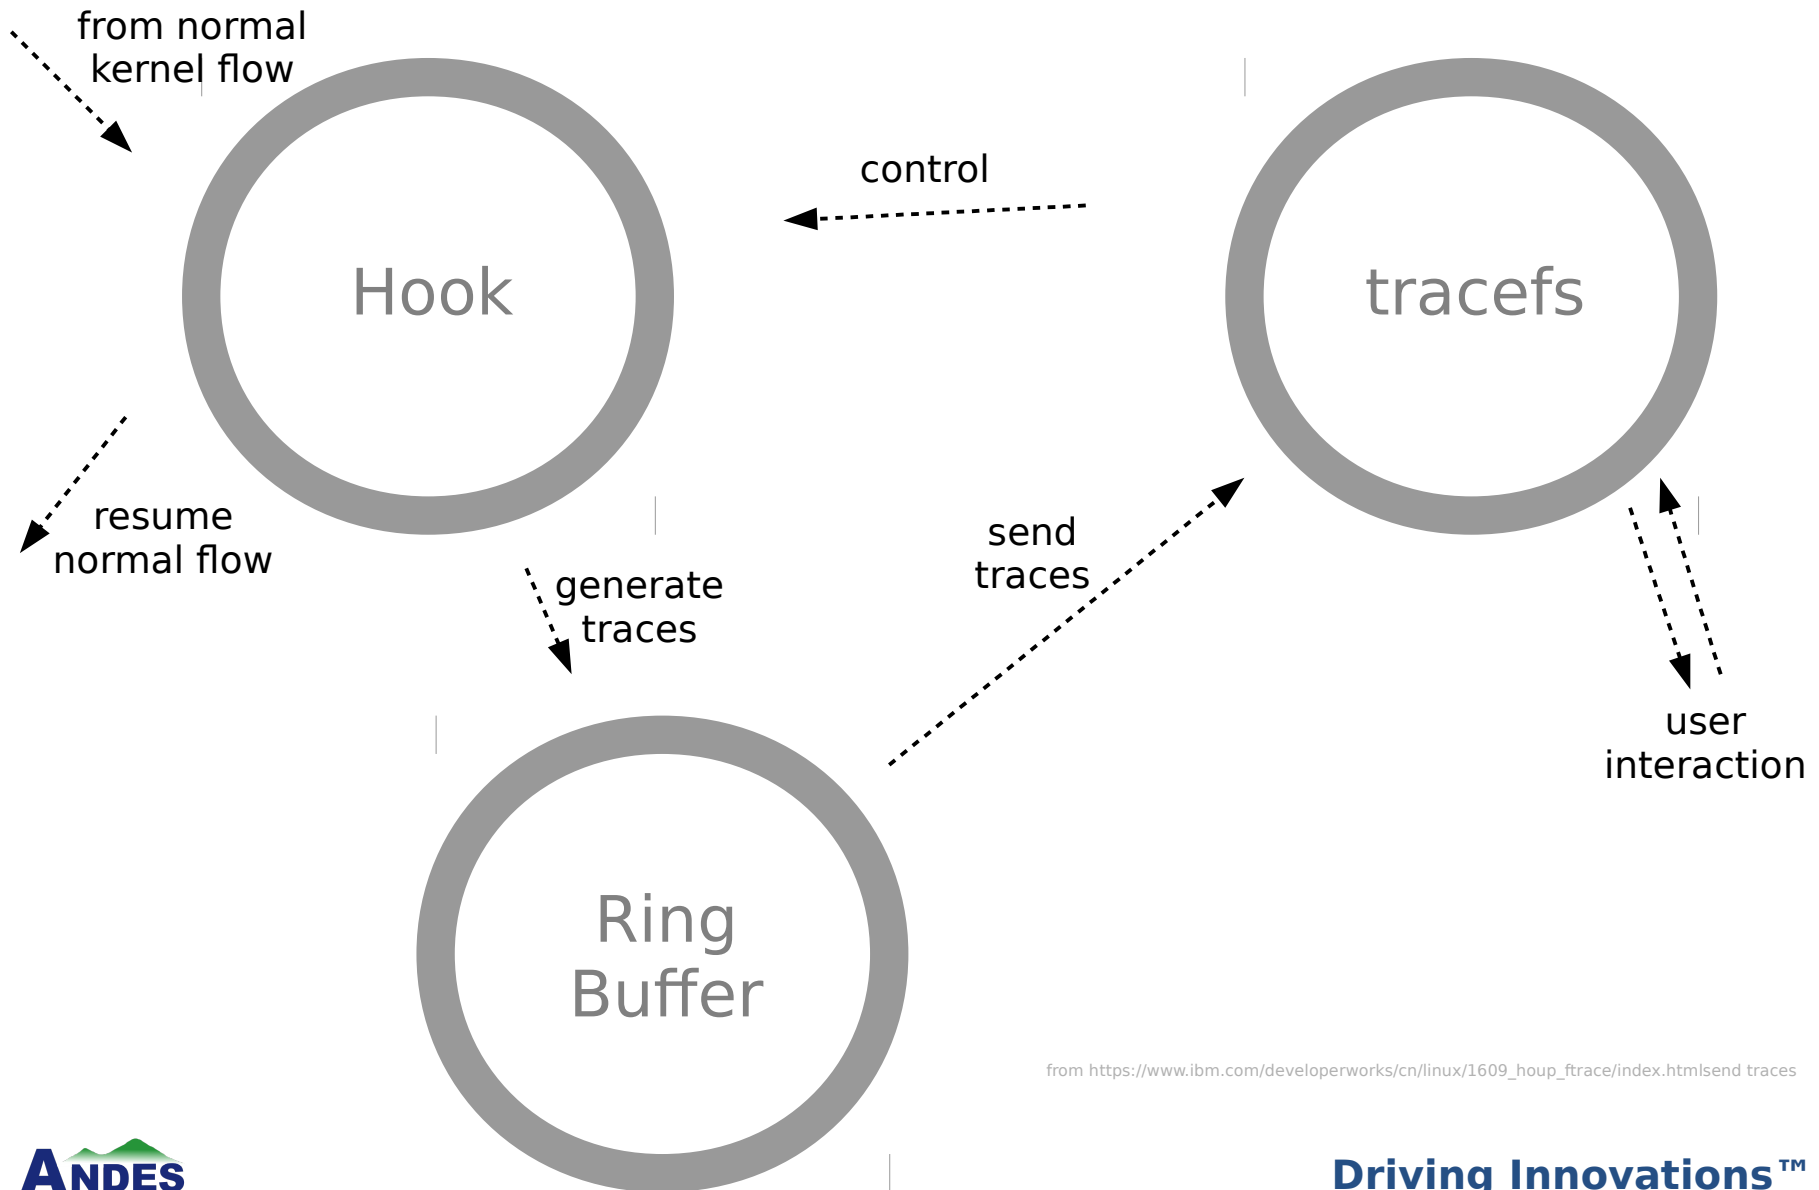 from normal
kernel flow
control
Hook
tracefs
resume
normal flow
generate
traces
send
traces
user
interaction
Ring
Buffer
from https://www.ibm.com/developerworks/cn/linux/1609_houp_ftrace/index.htmlsend traces
ANDES
Driving Innovations™